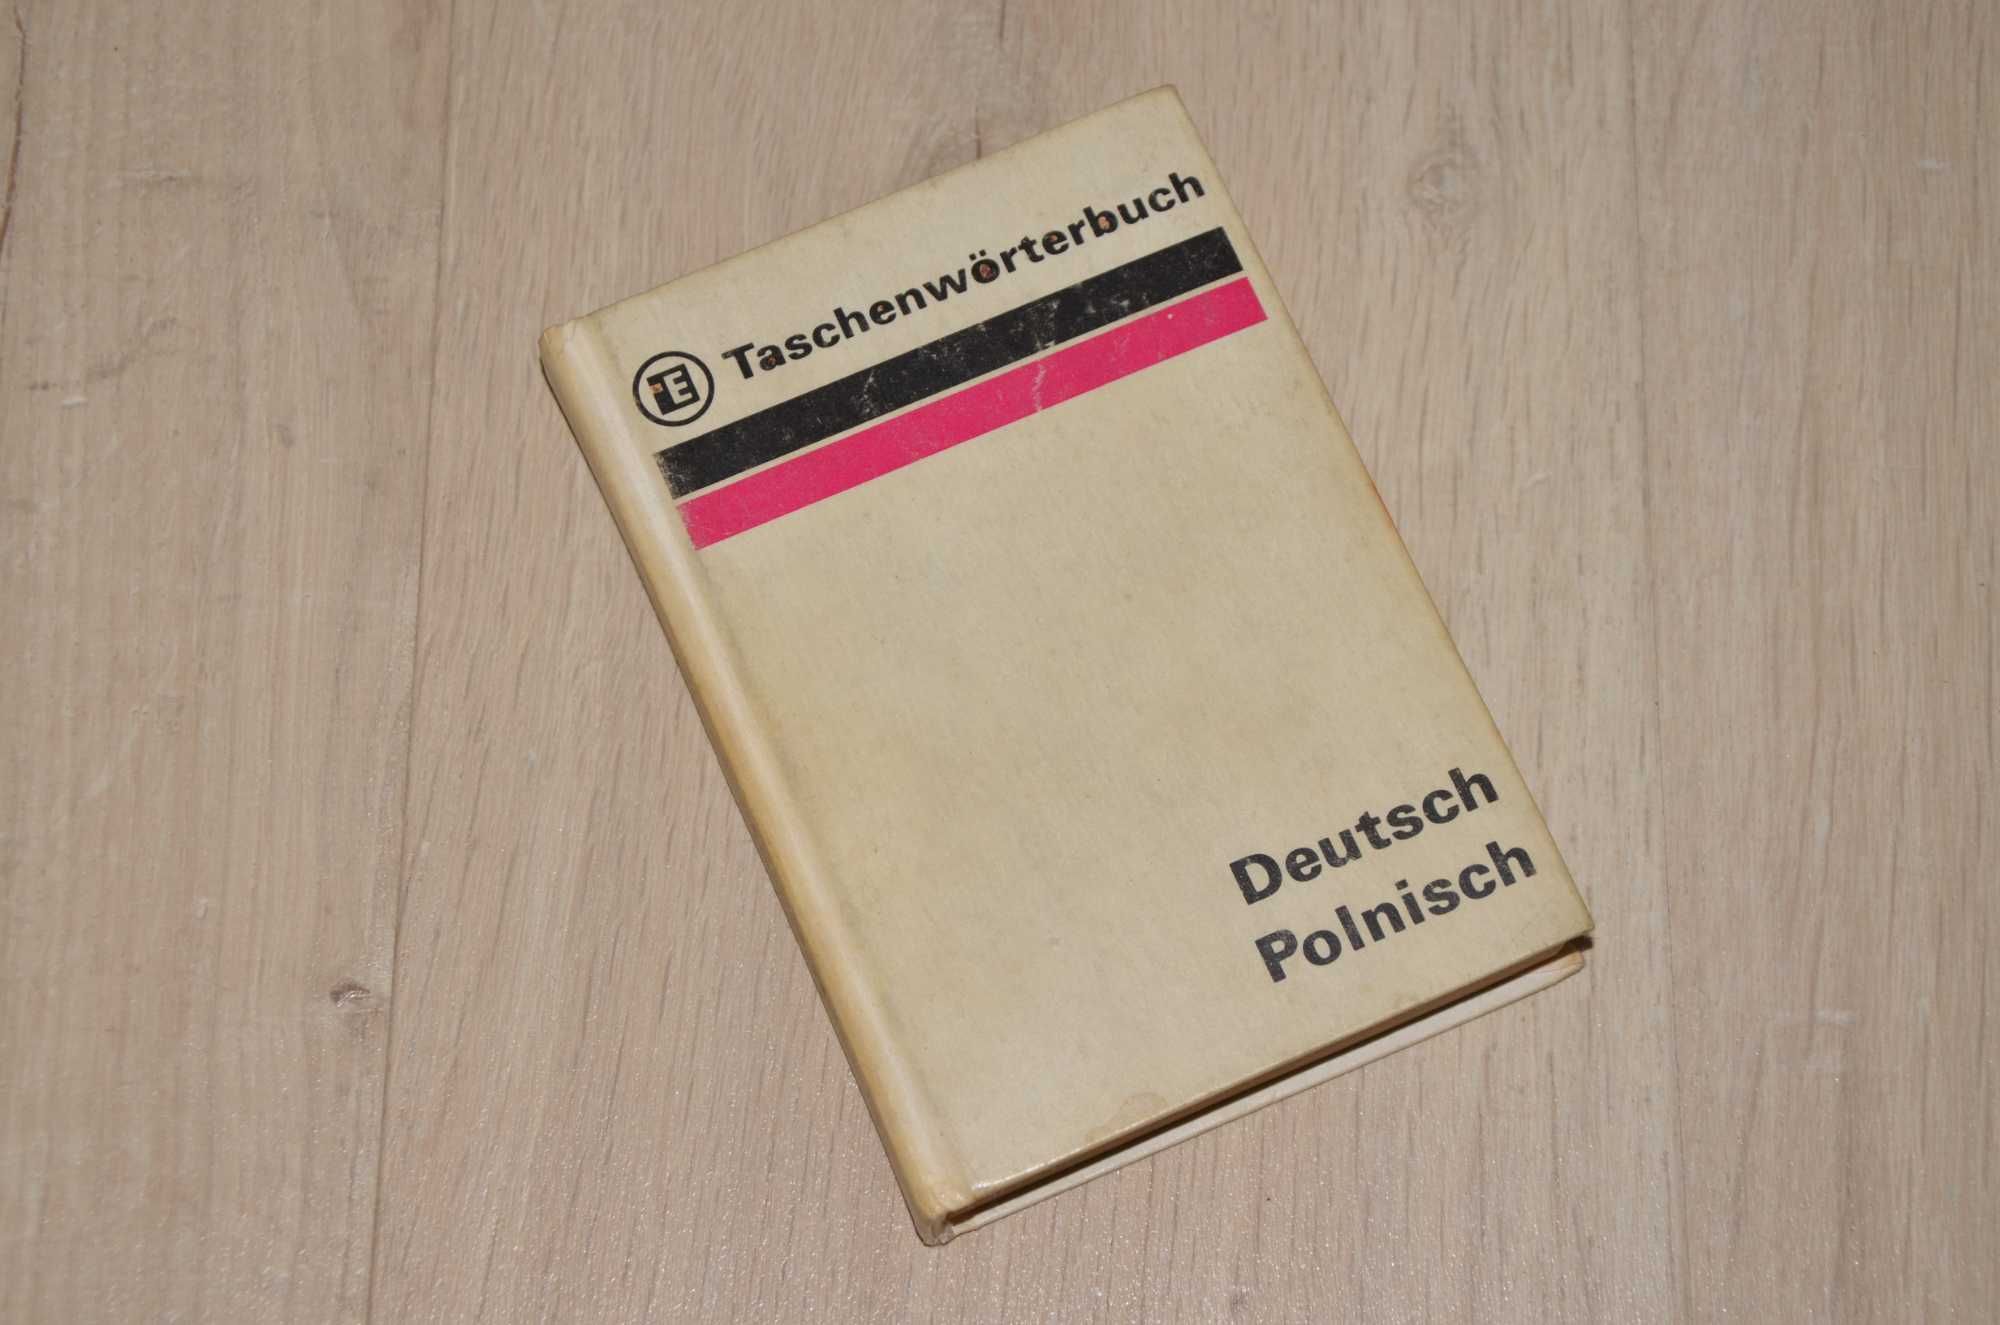 E Taschenwörterbuch
Deutsch
Polnisch